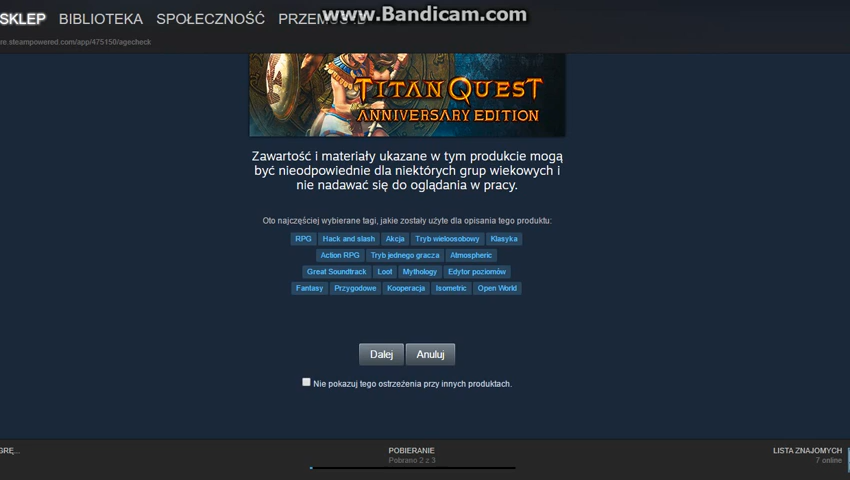 www.Bandicam.com
SKLEP BIBLIOTEKA SPOŁECZNOŚĆ
re.steampowered.com/app/475150/agecheck
TITAN QUEST
ANNIVERSARY EDITION
Zawartość i materiały ukazane w tym produkcie mogą
być nieodpowiednie dla niektórych grup wiekowych i
nie nadawać się do oglądania w pracy.
Oto najczęściej wybierane tagi, jakie zostały użyte dla opisania tego produktu:
RPG Hack and slash Akcja Tryb wieloosobowy Klasyka
Action RPG Tryb jednego gracza Atmospheric
Great Soundtrack Loot Mythology Edytor poziomów
Fantasy Przygodowe Kooperacja Isometric Open World
Dalej Anuluj
Nie pokazuj tego ostrzeżenia przy innych produktach.
GRĘ... POBIERANIE LISTA ZNAJOMYCH
Pobrano 2 z 3 7 online